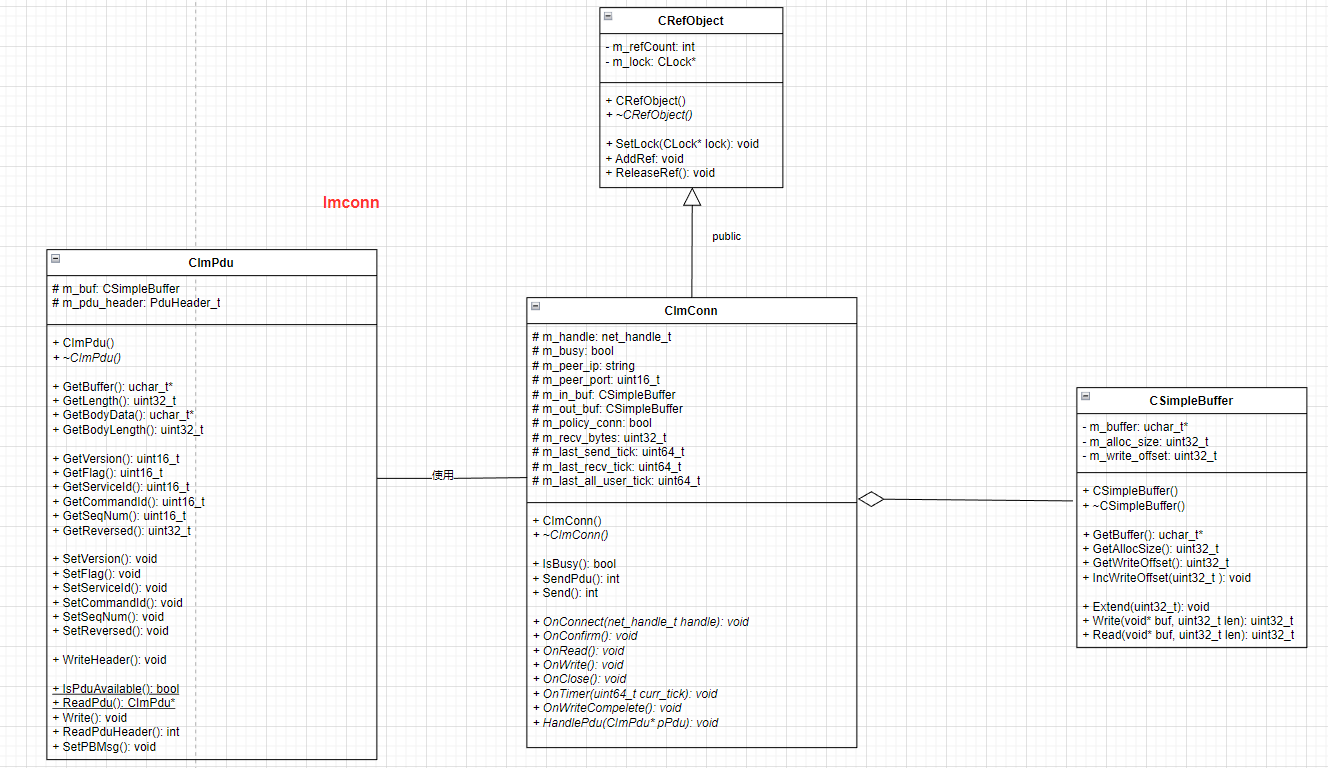 CRefObject
- m_refCount: int
- m_lock: CLock*
+ CRefObject()
+ ~CRefObject()
+ SetLock(CLock* lock): void
+ AddRef: void
+ ReleaseRef(): void
Imconn
public
CImPdu
# m_buf: CSimpleBuffer
# m_pdu_header: PduHeader_t
+ CImPdu()
+ ~CImPdu()
+ GetBuffer(): uchar_t*
+ GetLength(): uint32_t
+ GetBodyData(): uchar_t*
+ GetBodyLength(): uint32_t
+ GetVersion(): uint16_t
+ GetFlag(): uint16_t
+ GetServiceId(): uint16_t
+ GetCommandId(): uint16_t
+ GetSeqNum(): uint16_t
+ GetReversed(): uint32_t
+ SetVersion(): void
+ SetFlag(): void
+ SetServiceId(): void
+ SetCommandId(): void
+ SetSeqNum(): void
+ SetReversed(): void
+ WriteHeader(): void
+ IsPduAvailable(): bool
+ ReadPdu(): CImPdu*
+ Write(): void
+ ReadPduHeader(): int
+ SetPBMsg(): void
使用
CImConn
# m_handle: net_handle_t
# m_busy: bool
# m_peer_ip: string
# m_peer_port: uint16_t
# m_in_buf: CSimpleBuffer
# m_out_buf: CSimpleBuffer
# m_policy_conn: bool
# m_recv_bytes: uint32_t
# m_last_send_tick: uint64_t
# m_last_recv_tick: uint64_t
# m_last_all_user_tick: uint64_t
+ CImConn()
+ ~CImConn()
+ IsBusy(): bool
+ SendPdu(): int
+ Send(): int
+ OnConnect(net_handle_t handle): void
+ OnConfirm(): void
+ OnRead(): void
+ OnWrite(): void
+ OnClose(): void
+ OnTimer(uint64_t curr_tick): void
+ OnWriteCompelete(): void
+ HandlePdu(CImPdu* pPdu): void
CSimpleBuffer
- m_buffer: uchar_t*
- m_alloc_size: uint32_t
- m_write_offset: uint32_t
+ CSimpleBuffer()
+ ~CSimpleBuffer()
+ GetBuffer(): uchar_t*
+ GetAllocSize(): uint32_t
+ GetWriteOffset(): uint32_t
+ IncWriteOffset(uint32_t ): void
+ Extend(uint32_t): void
+ Write(void* buf, uint32_t len): uint32_t
+ Read(void* buf, uint32_t len): uint32_t